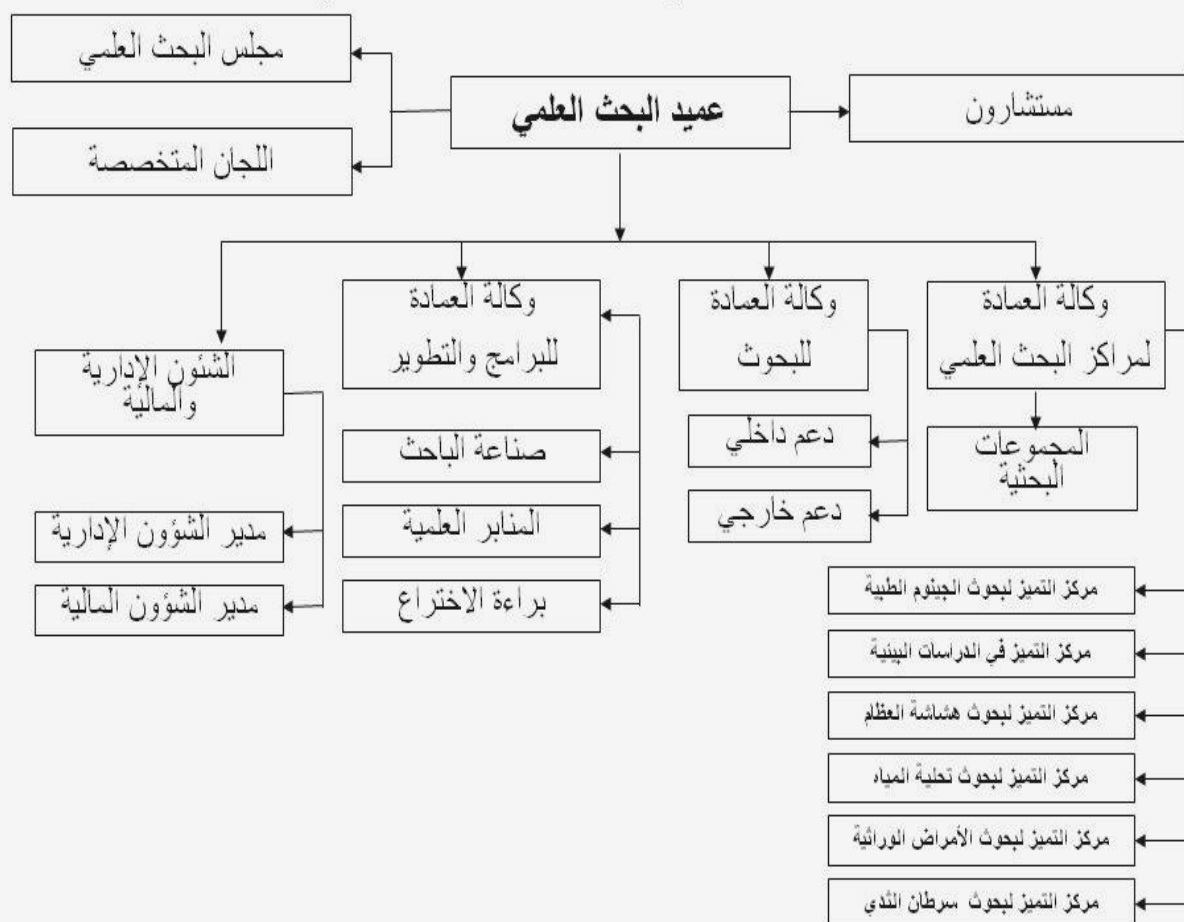 مجلس البحث العلمي
عميد البحث العلمي
مستشارون
اللجان المتخصصة
وكالة العمادة
لمراكز البحث العلمي
وكالة العمادة
للبحوث
وكالة العمادة
للبرامج والتطوير
الشئون الإدارية
والمالية
المجموعات
البحثية
دعم داخلي
دعم خارجي
صناعة الباحث
المنابر العلمية
براءة الاختراع
مدير الشؤون الإدارية
مدير الشؤون المالية
مركز التميز لبحوث الجينوم الطبية
مركز التميز في الدراسات البيئية
مركز التميز لبحوث هشاشة العظام
مركز التميز لبحوث تحلية المياه
مركز التميز لبحوث الأمراض الوراثية
مركز التميز لبحوث سرطان الثدي